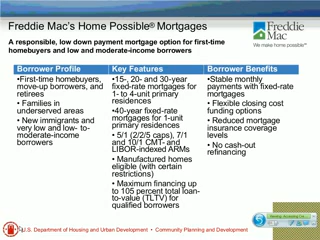 Freddie Mac's Home Possible® Mortgages
Freddie
Mac
We make home possible®
A responsible, low down payment mortgage option for first-time
homebuyers and low and moderate-income borrowers
Borrower Profile
•First-time homebuyers,
move-up borrowers, and
retirees
• Families in
underserved areas
• New immigrants and
very low and low- to-
moderate-income
borrowers
Key Features
•15-, 20- and 30-year
fixed-rate mortgages for
1- to 4-unit primary
residences
•40-year fixed-rate
mortgages for 1-unit
primary residences
• 5/1 (2/2/5 caps), 7/1
and 10/1 CMT- and
LIBOR-indexed ARMs
• Manufactured homes
eligible (with certain
restrictions)
• Maximum financing up
to 105 percent total loan-
to-value (TLTV) for
qualified borrowers
Borrower Benefits
•Stable monthly
payments with fixed-rate
mortgages
• Flexible closing cost
funding options
• Reduced mortgage
insurance coverage
levels
• No cash-out
refinancing
U.S. Department of Housing and Urban Development • Community Planning and Development